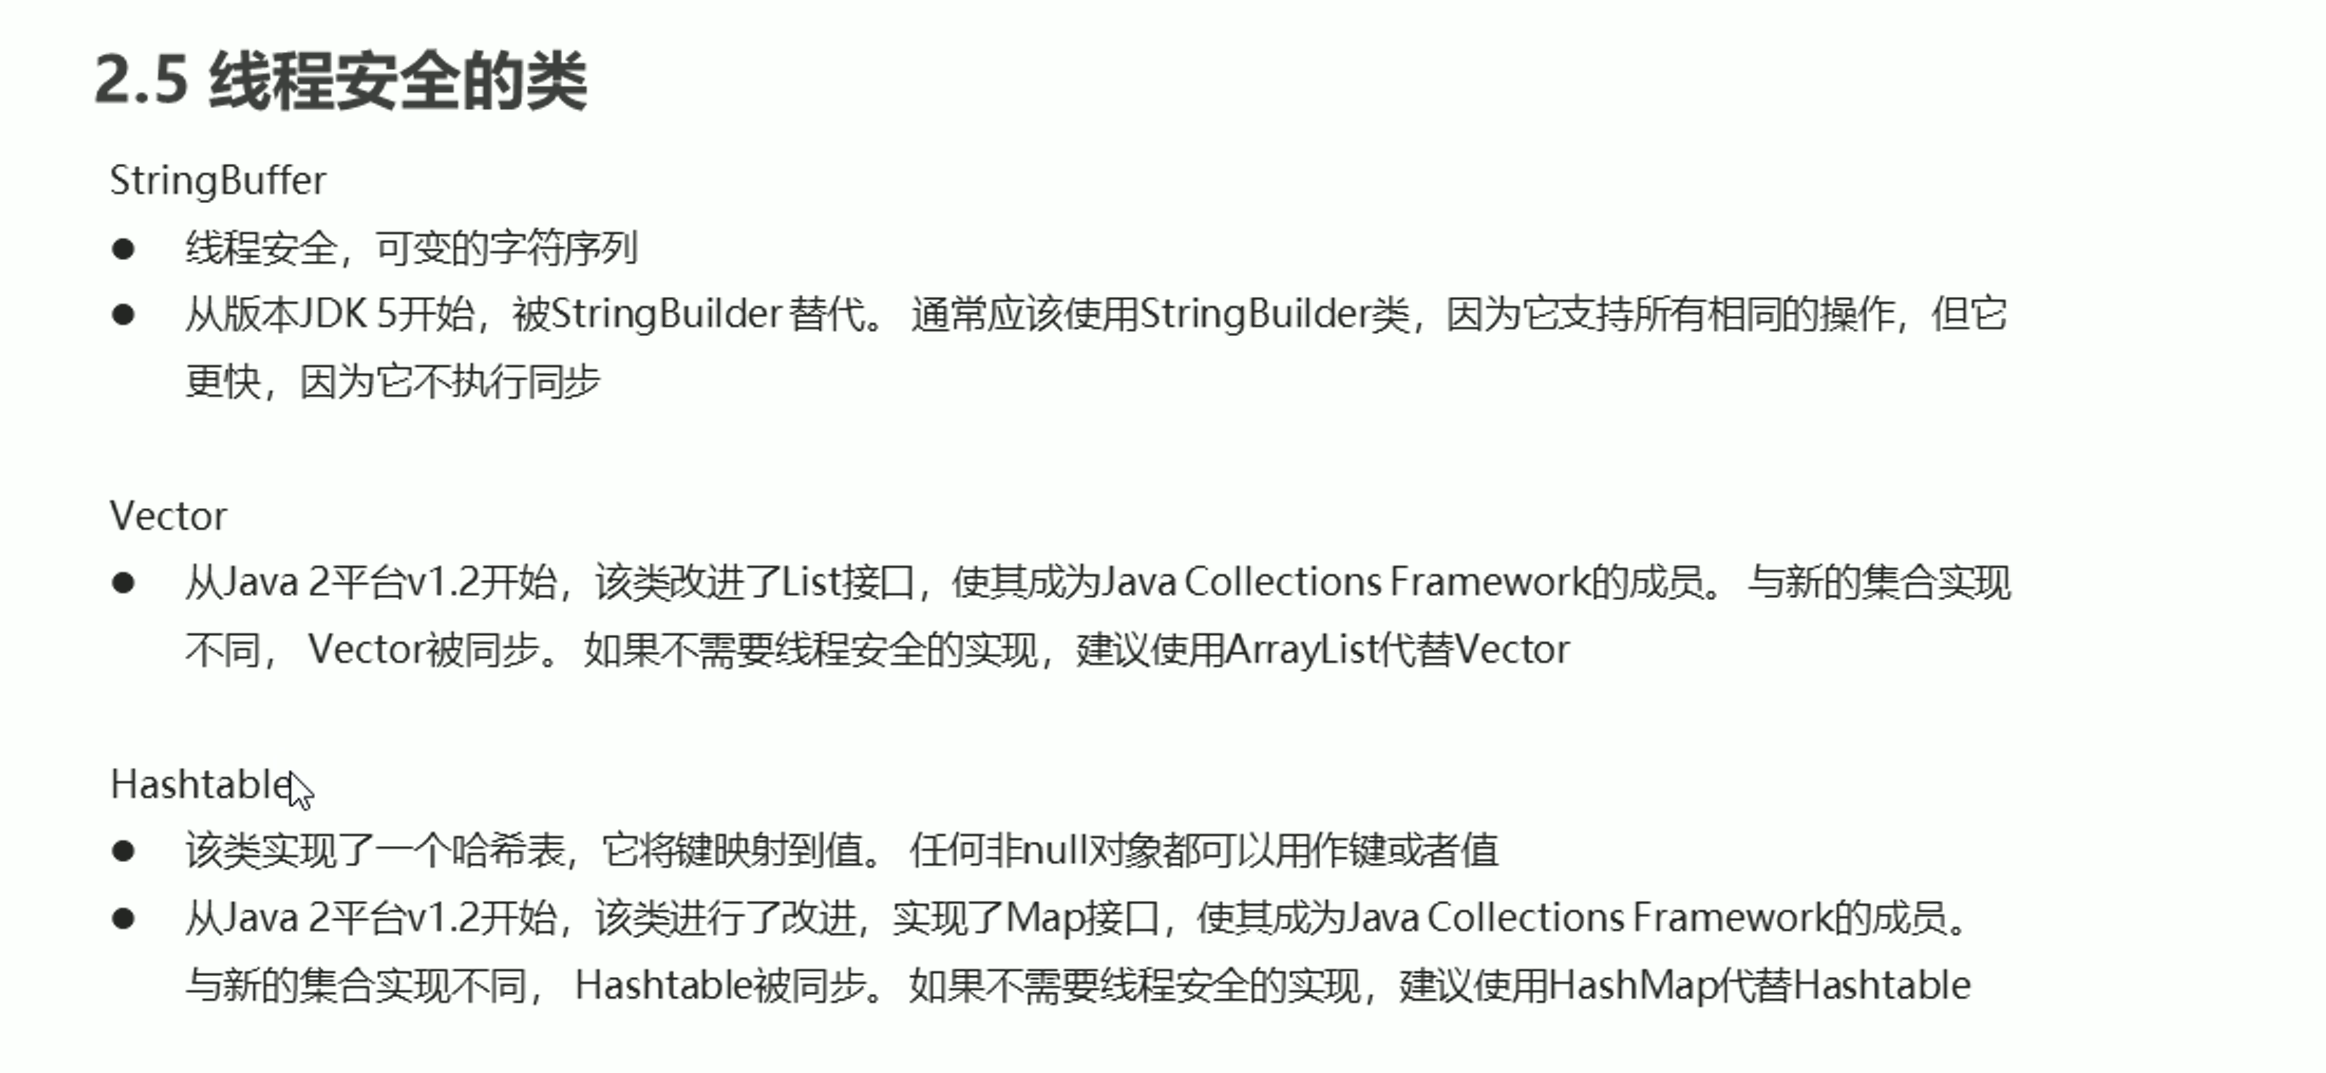 2.5 线程安全的类
StringBuffer
● 线程安全，可变的字符序列
● 从版本JDK 5开始，被StringBuilder 替代。 通常应该使用StringBuilder类，因为它支持所有相同的操作，但它
更快，因为它不执行同步
Vector
● 从Java 2平台v1.2开始，该类改进了List接口，使其成为Java Collections Framework的成员。 与新的集合实现
不同， Vector被同步。 如果不需要线程安全的实现，建议使用ArrayList代替Vector
Hashtable
● 该类实现了一个哈希表，它将键映射到值。 任何非null对象都可以用作键或者值
● 从Java 2平台v1.2开始，该类进行了改进，实现了Map接口，使其成为Java Collections Framework的成员。
与新的集合实现不同， Hashtable被同步。 如果不需要线程安全的实现，建议使用HashMap代替Hashtable